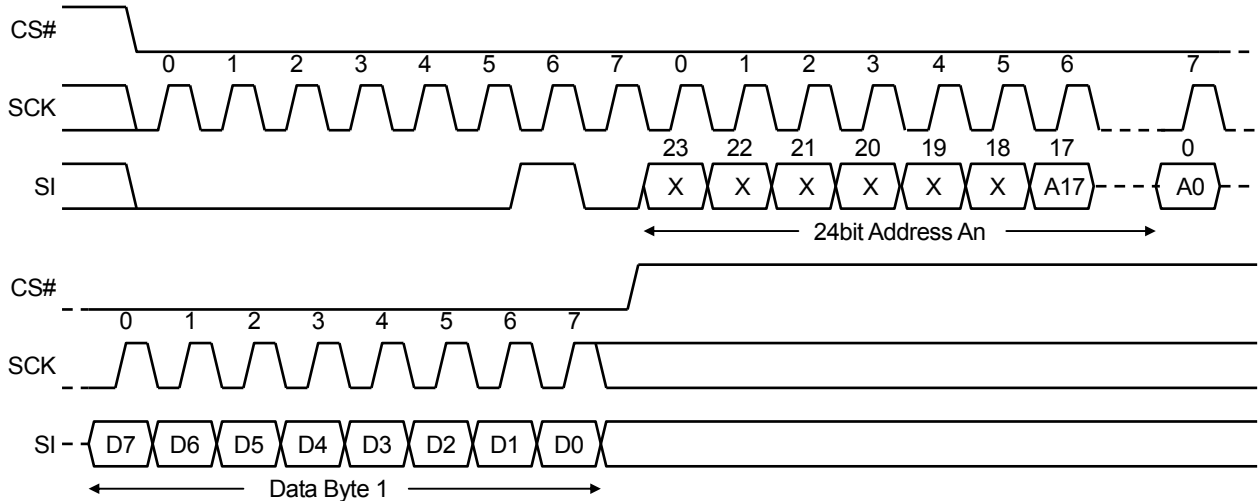 CS#
0 1 2 3 4 5 6 7 0 1 2 3 4 5 6 7
SCK
23 22 21 20 19 18 17 0
SI X X X X X X A17 A0
24bit Address An
CS#
0 1 2 3 4 5 6 7
SCK
SI D7 D6 D5 D4 D3 D2 D1 D0
Data Byte 1